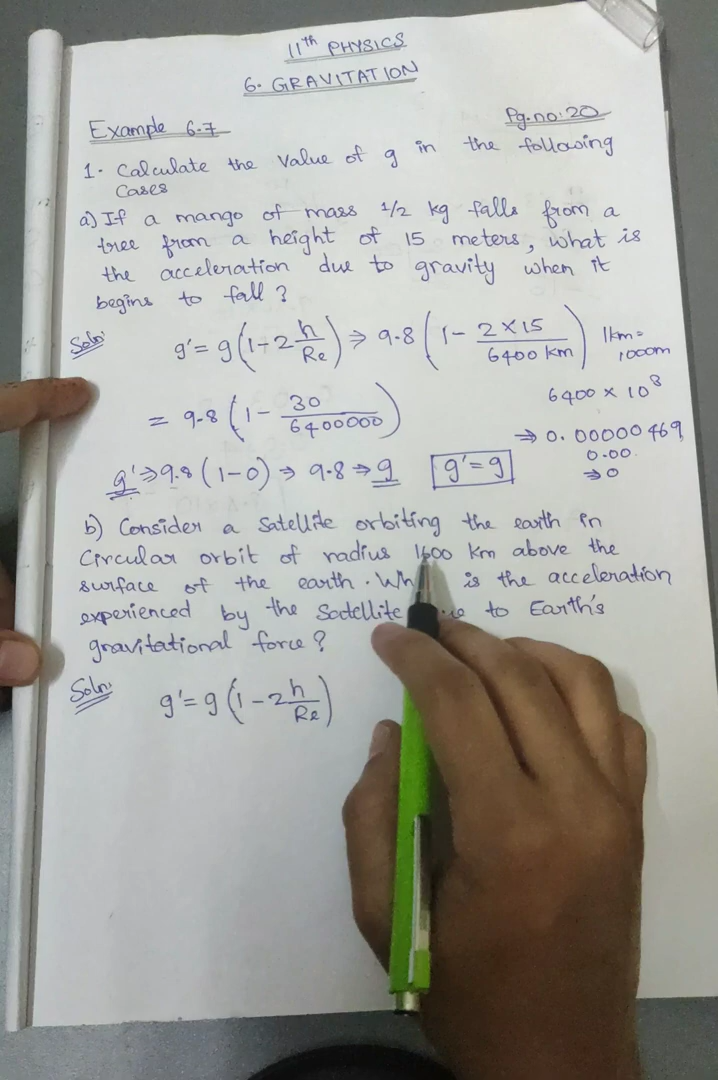 11th PHYSICS
6. GRAVITATION
Example 6.7
Pg.no: 20
1. Calculate the value of g in the following
Cases
a) If a mango of mass 1/2 kg falls from a
tree from a height of 15 meters, what is
the acceleration due to gravity when it
begins to fall?
Soln:
g' = g(1-2 h/Re) ⇒ 9.8 (1 - 2×15/6400 km)
1km =
1000m
= 9.8 (1 - 30/6400000)
6400 × 10³
⇒ 0.00000469
0.00
⇒ 0
g' ⇒ 9.8 (1-0) ⇒ 9.8 ⇒ g
g' = g
b) Consider a satellite orbiting the earth in
Circular orbit of radius 1600 km above the
surface of the earth. Wh is the acceleration
experienced by the Satellite to Earth's
gravitational force?
Soln:
g' = g (1 - 2 h/Re)